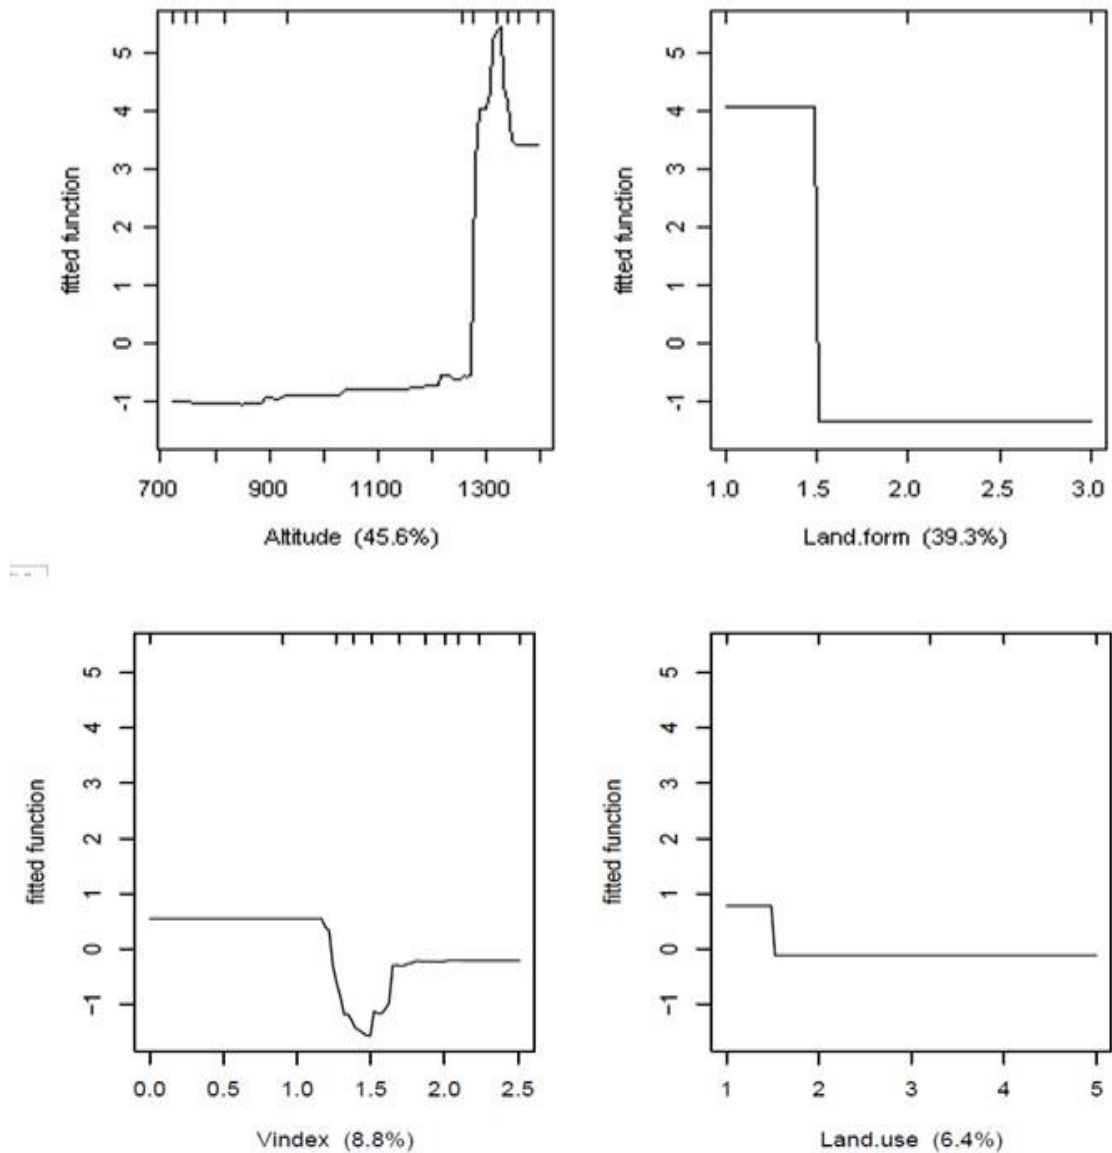 fitted function
5
4
3
2
1
0
-1
700 900 1100 1300
Altitude (45.6%)
fitted function
5
4
3
2
1
0
-1
1.0 1.5 2.0 2.5 3.0
Land.form (39.3%)
fitted function
5
4
3
2
1
0
-1
0.0 0.5 1.0 1.5 2.0 2.5
Vindex (8.8%)
fitted function
5
4
3
2
1
0
-1
1 2 3 4 5
Land.use (6.4%)